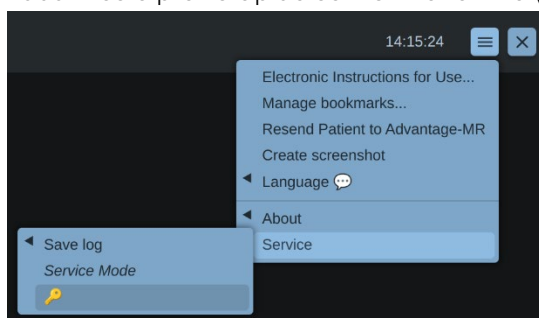 14:15:24
Electronic Instructions for Use...
Manage bookmarks...
Resend Patient to Advantage-MR
Create screenshot
Language 💬
About
Service
Save log
Service Mode
🔑